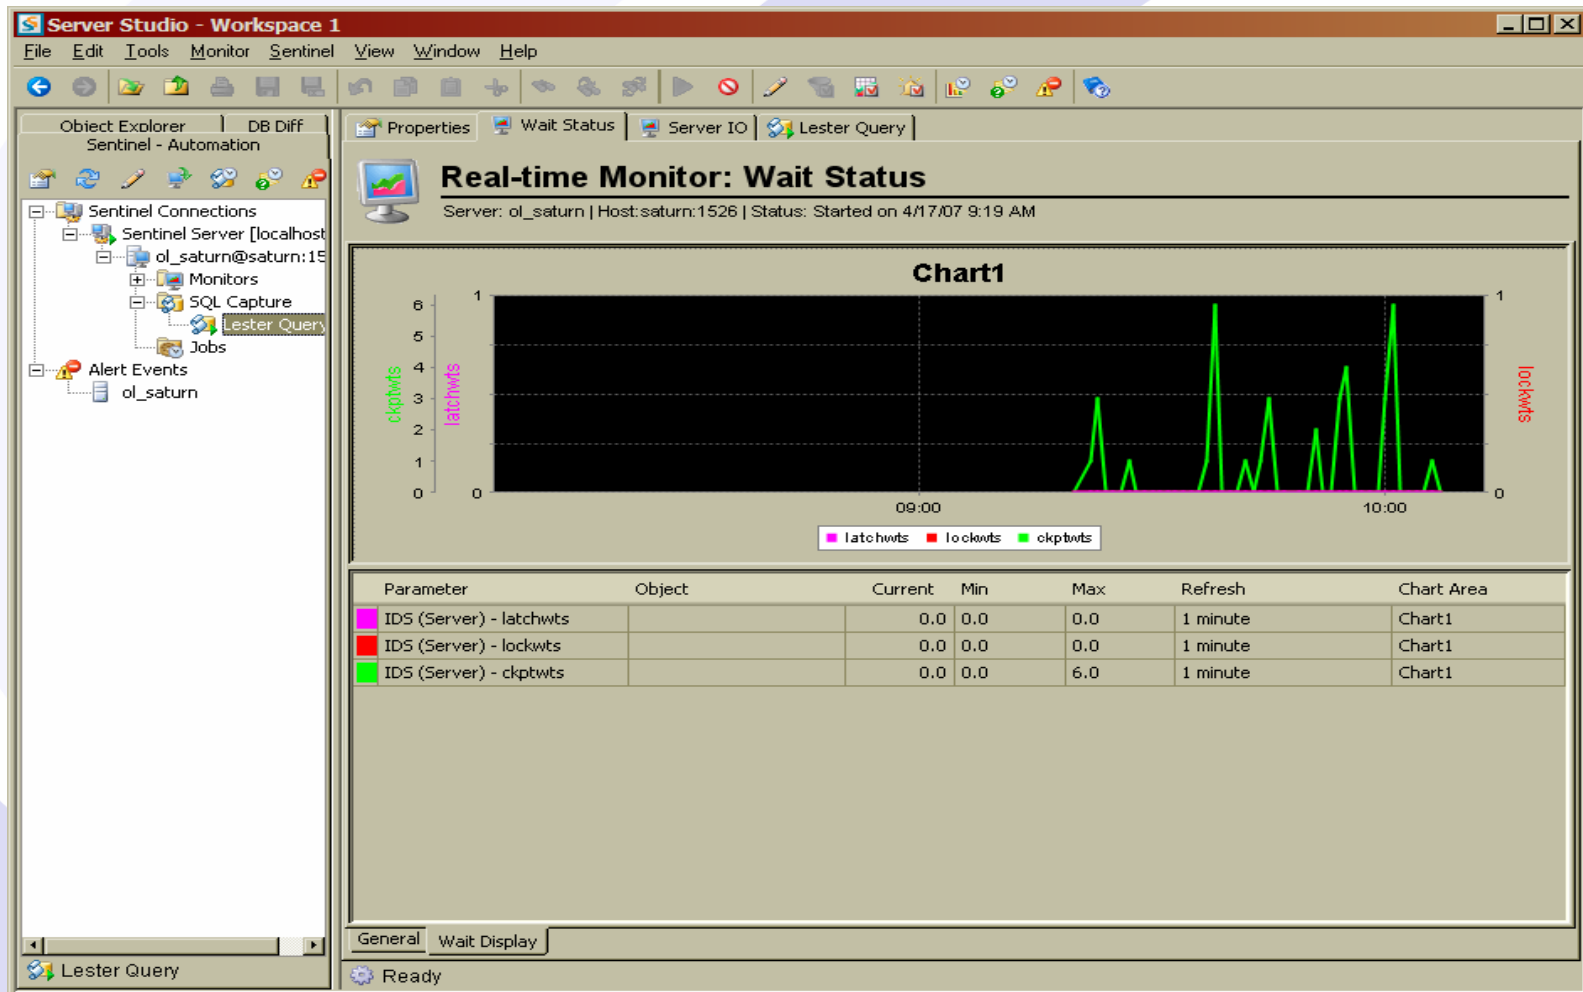 Server Studio - Workspace 1
File Edit Tools Monitor Sentinel View Window Help
Object Explorer DB Diff
Sentinel - Automation
Properties Wait Status Server IO Lester Query
Sentinel Connections
Sentinel Server [localhost
ol_saturn@saturn:15
Monitors
SQL Capture
Lester Query
Jobs
Alert Events
ol_saturn
Real-time Monitor: Wait Status
Server: ol_saturn | Host:saturn:1526 | Status: Started on 4/17/07 9:19 AM
Chart1
6
5
4
3
2
1
0
ckptwts
1
0
latchwts
1
0
lockwts
09:00 10:00
latchwts lockwts ckptwts
Parameter Object Current Min Max Refresh Chart Area
IDS (Server) - latchwts 0.0 0.0 0.0 1 minute Chart1
IDS (Server) - lockwts 0.0 0.0 0.0 1 minute Chart1
IDS (Server) - ckptwts 0.0 0.0 6.0 1 minute Chart1
General Wait Display
Lester Query
Ready